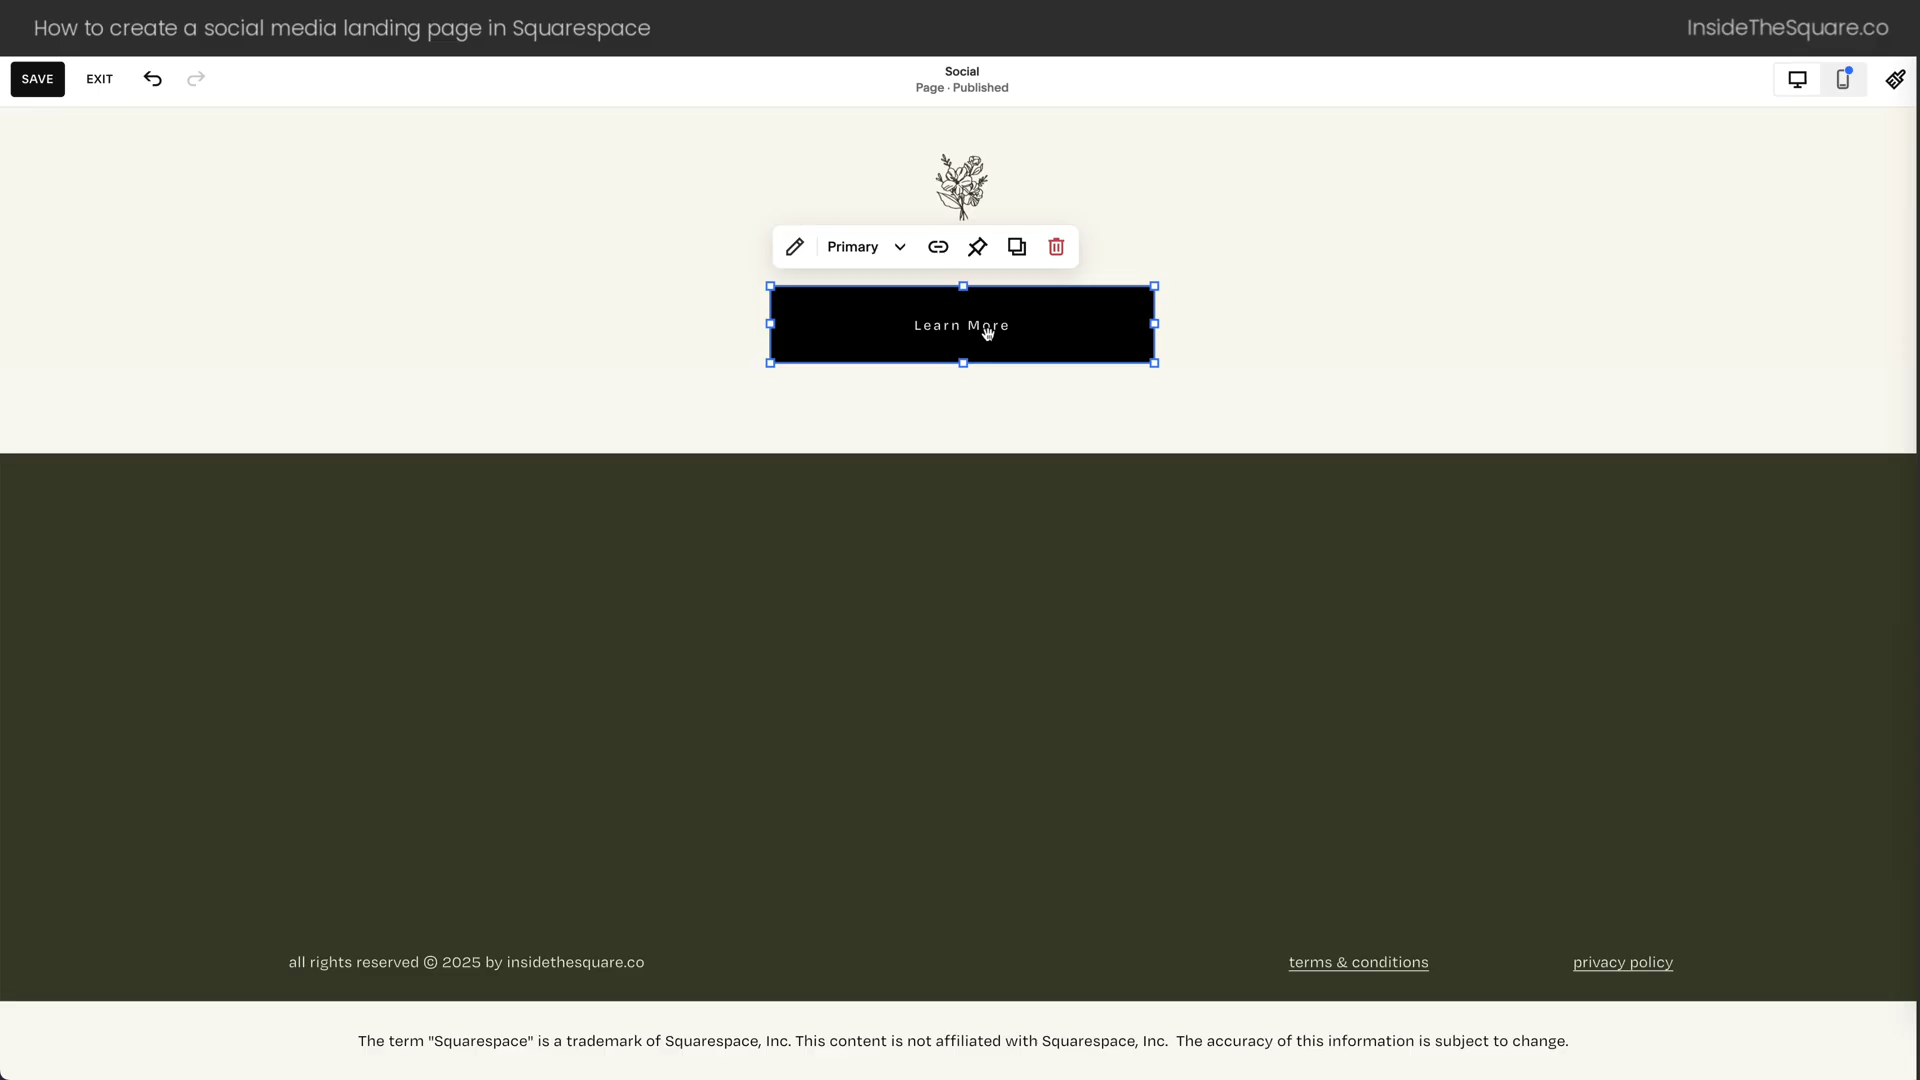 How to create a social media landing page in Squarespace
InsideTheSquare.co
SAVE
EXIT
Social
Page · Published
Primary
Learn More
all rights reserved © 2025 by insidethesquare.co
terms & conditions
privacy policy
The term "Squarespace" is a trademark of Squarespace, Inc. This content is not affiliated with Squarespace, Inc.  The accuracy of this information is subject to change.